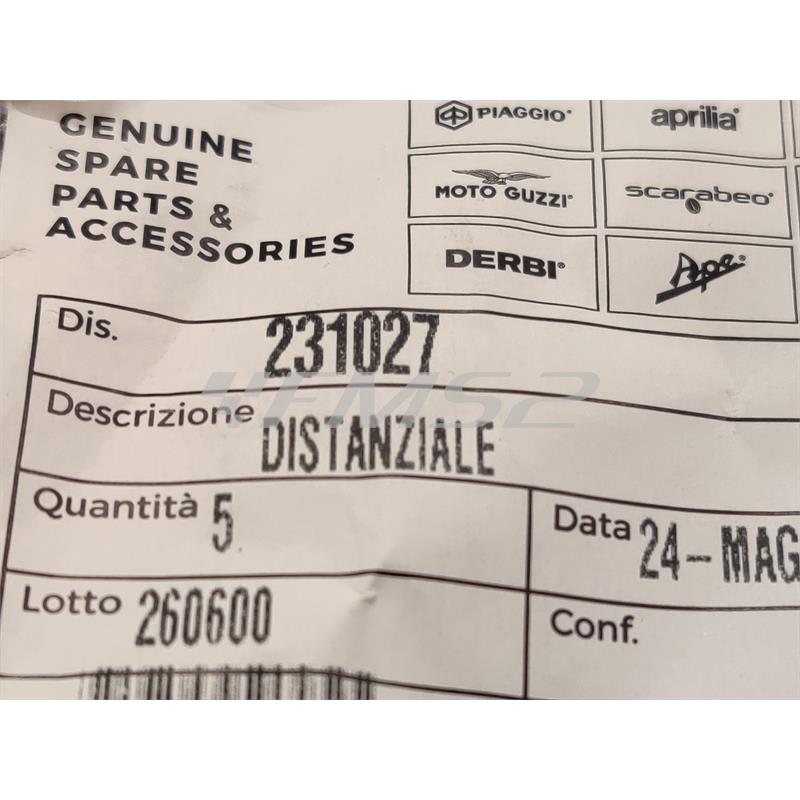 GENUINE
SPARE
PARTS &
ACCESSORIES
PIAGGIO®
aprilia®
MOTO GUZZI®
scarabeo®
DERBI®
Ape®
Dis. 231027
FMS2
Descrizione DISTANZIALE
Quantità 5
Data 24-MAG
Lotto 260600
Conf.